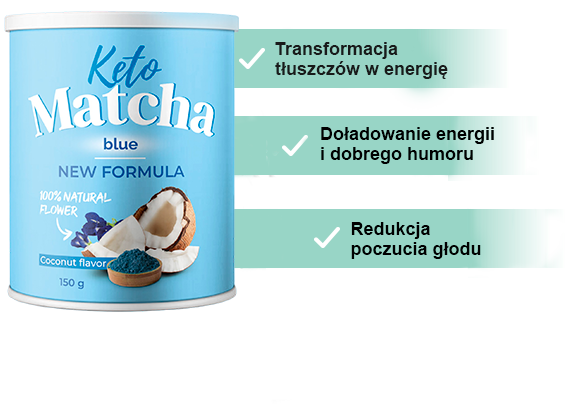 Keto
Matcha
blue
NEW FORMULA
100% NATURAL
FLOWER
Coconut flavor
150 g
Transformacja
tłuszczów w energię
Doładowanie energii
i dobrego humoru
Redukcja
poczucia głodu